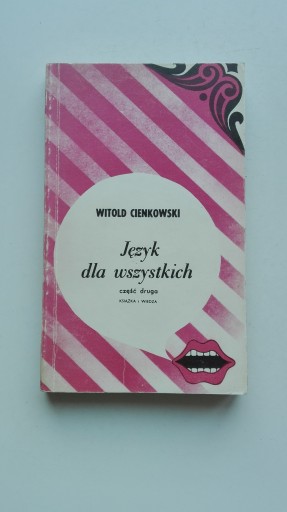 WITOLD CIENKOWSKI
Język
dla wszystkich
część druga
KSIĄŻKA I WIEDZA